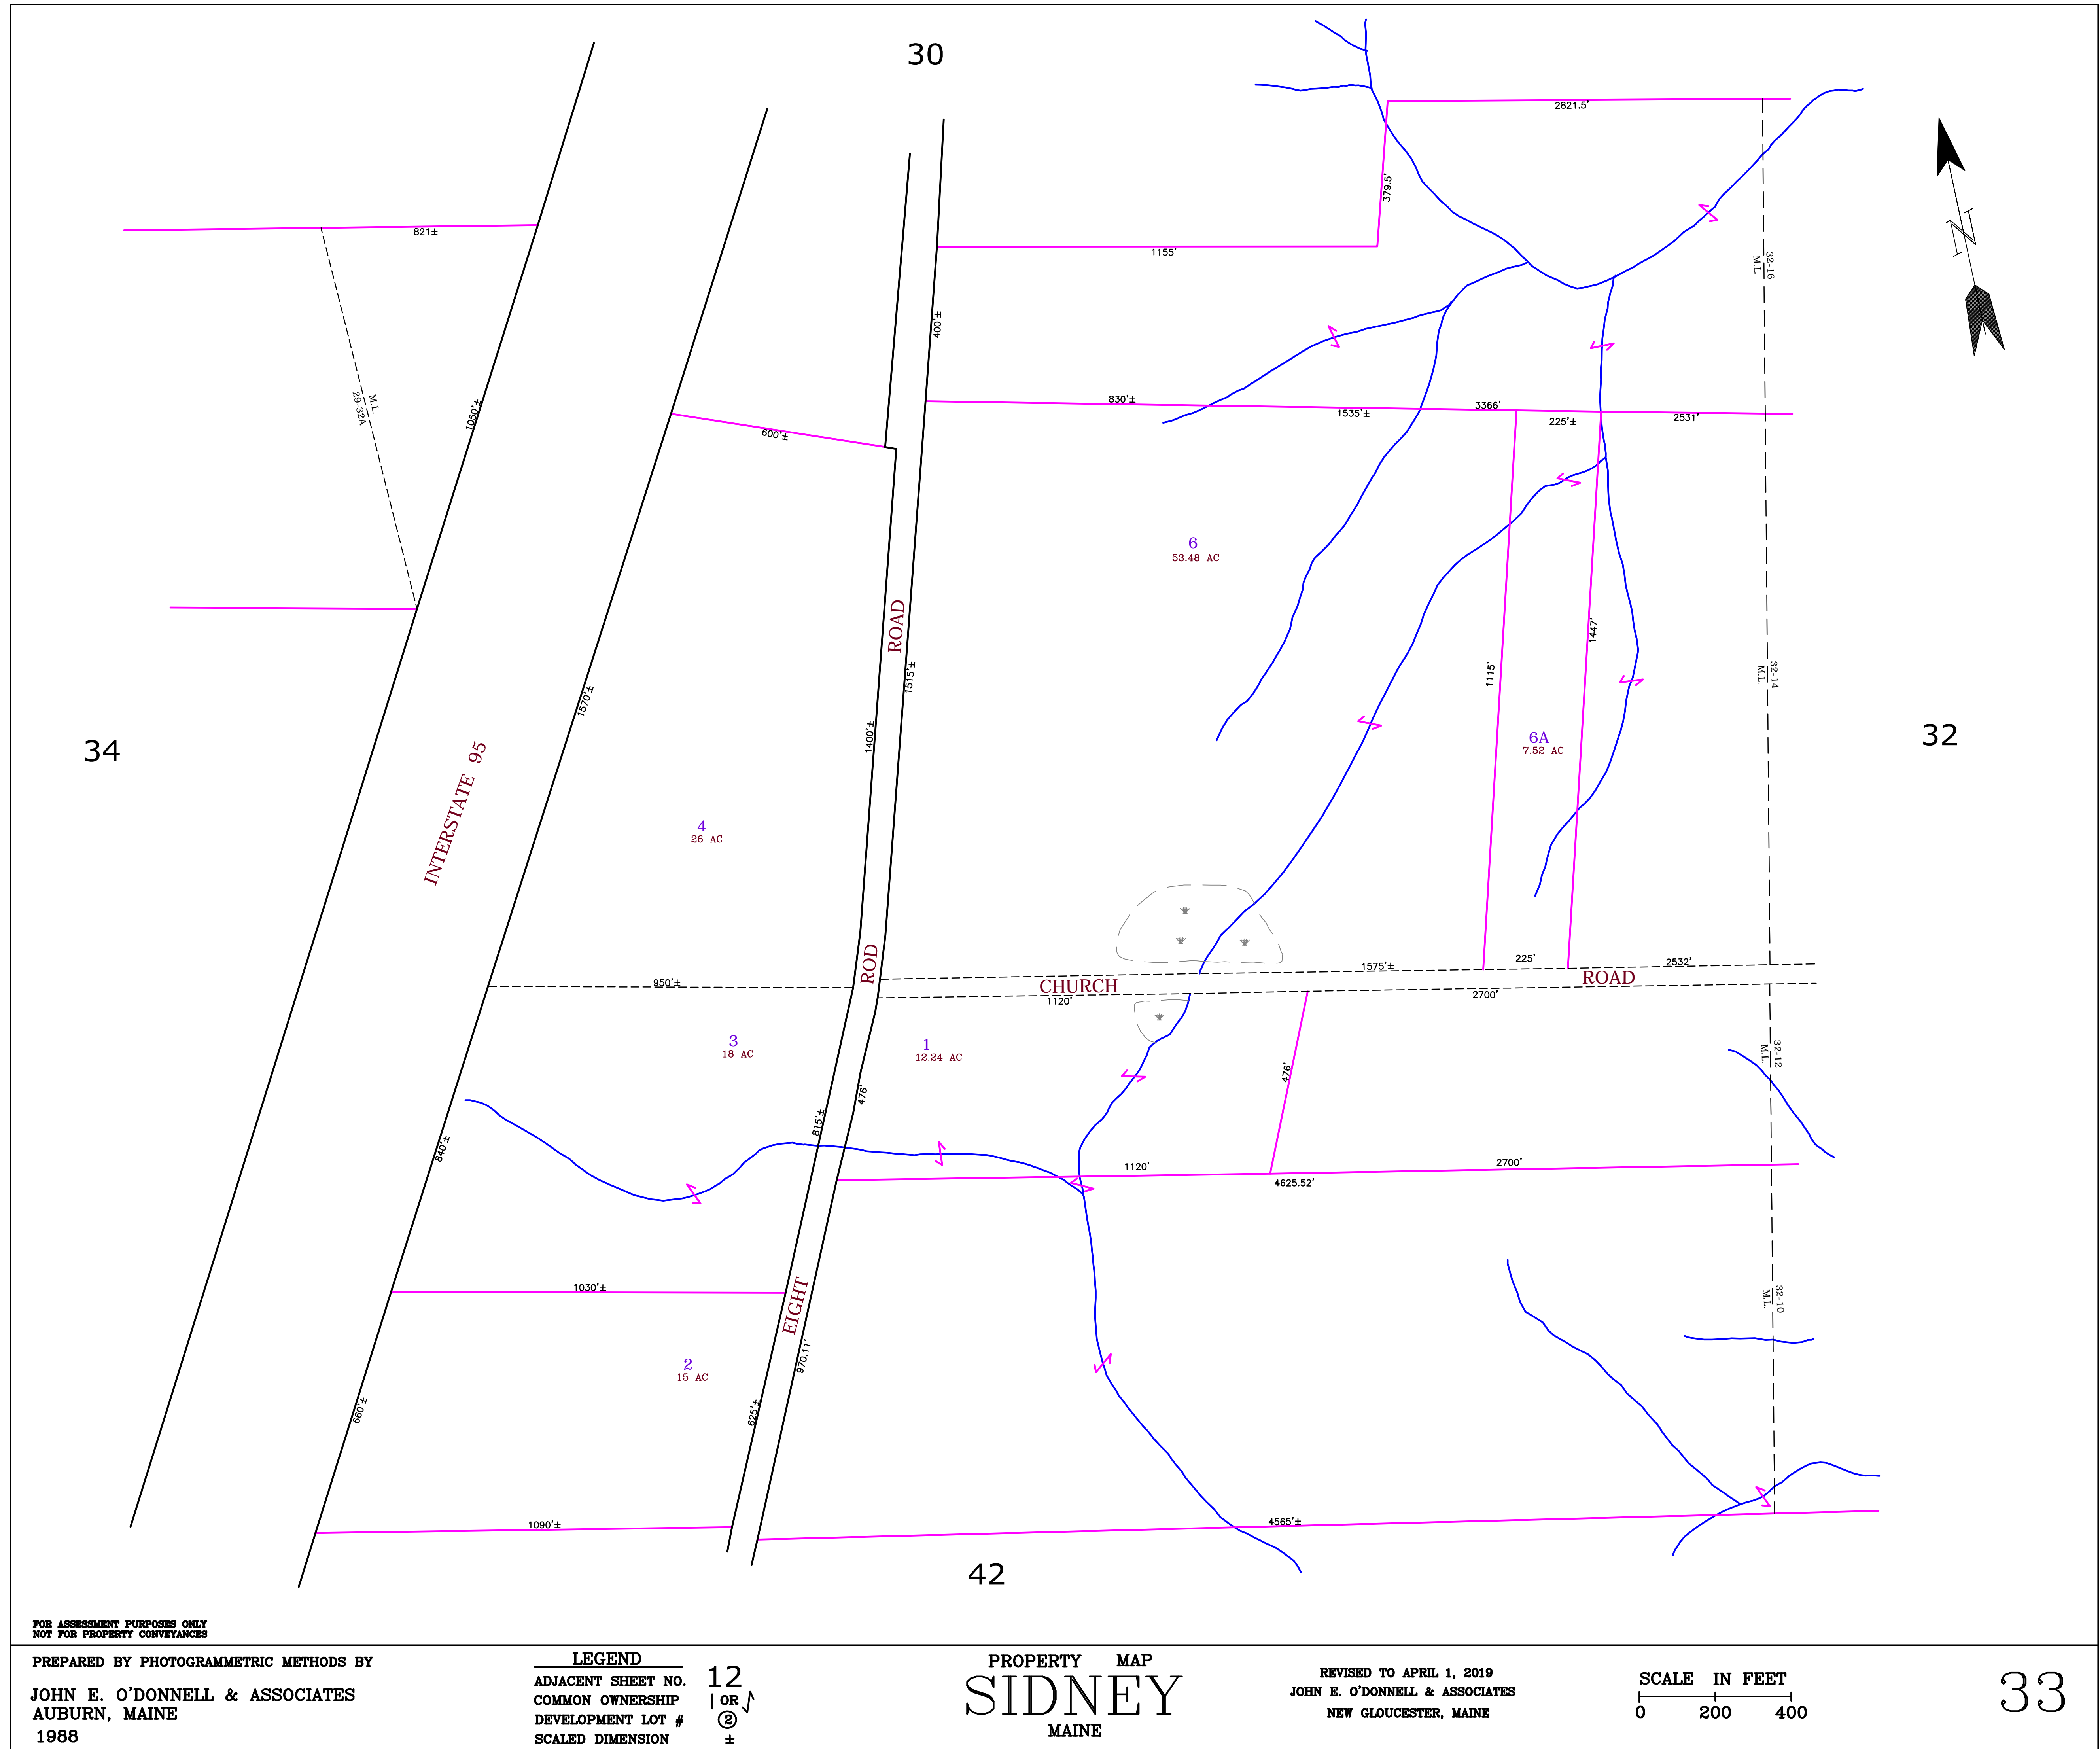 30
2821.5'
379.5'
821±
1155'
32-16
M.L.
400'±
M.L.
29-32A
1050'±
830'±
1535'±
3366'
225'±
2531'
600'±
6
53.48 AC
ROAD
1447'
1115'
1515'±
32-14
M.L.
1570'±
1400'±
34
32
6A
7.52 AC
INTERSTATE 95
4
26 AC
ROD
950'±
1575'±
225'
2532'
CHURCH
ROAD
1120'
2700'
3
18 AC
1
12.24 AC
32-12
M.L.
476'
476'
815'±
840'±
1120'
2700'
4625.52'
1030'±
EIGHT
32-10
M.L.
970.11'
2
15 AC
660'±
625'±
1090'±
4565'±
42
FOR ASSESSMENT PURPOSES ONLY
NOT FOR PROPERTY CONVEYANCES
PREPARED BY PHOTOGRAMMETRIC METHODS BY
JOHN E. O'DONNELL & ASSOCIATES
AUBURN, MAINE
1988
LEGEND
ADJACENT SHEET NO. 12
COMMON OWNERSHIP | OR
DEVELOPMENT LOT # 2
SCALED DIMENSION ±
PROPERTY MAP
SIDNEY
MAINE
REVISED TO APRIL 1, 2019
JOHN E. O'DONNELL & ASSOCIATES
NEW GLOUCESTER, MAINE
SCALE IN FEET
0 200 400
33